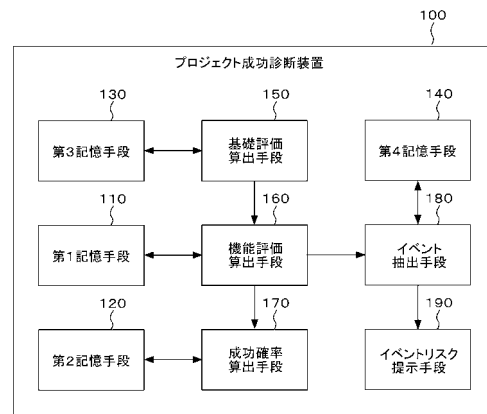 100
プロジェクト成功診断装置
130
150
140
第3記憶手段
基礎評価
算出手段
第4記憶手段
110
160
180
第1記憶手段
機能評価
算出手段
イベント
抽出手段
120
170
190
第2記憶手段
成功確率
算出手段
イベントリスク
提示手段